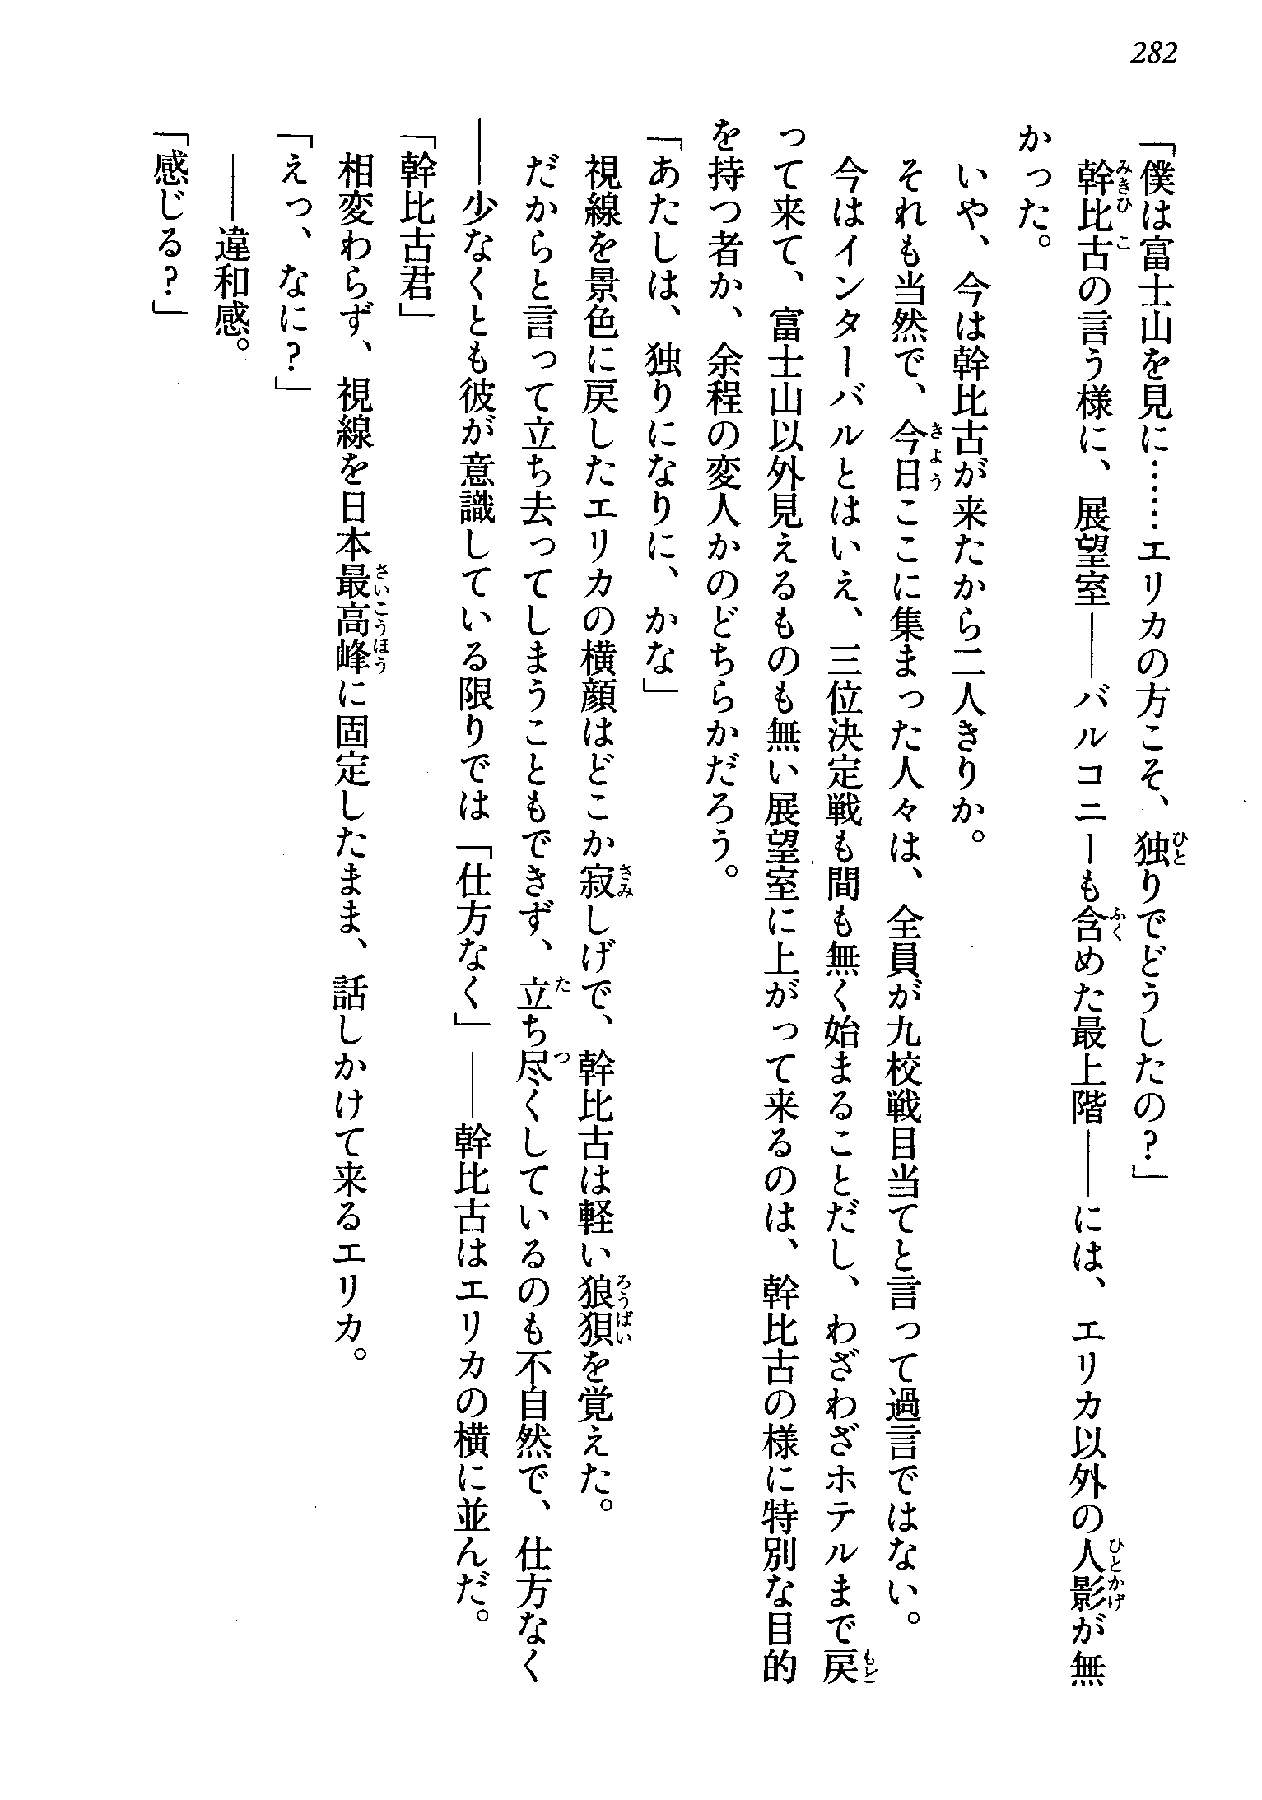 282
「僕は富士山を見に……エリカの方こそ、独りでどうしたの？」
幹比古の言う様に、展望室――バルコニーも含めた最上階――には、エリカ以外の人影が無
かった。
いや、今は幹比古が来たから二人きりか。
それも当然で、今日ここに集まった人々は、全員が九校戦目当てと言って過言ではない。
今はインターバルとはいえ、三位決定戦も間も無く始まることだし、わざわざホテルまで戻
って来て、富士山以外見えるものも無い展望室に上がって来るのは、幹比古の様に特別な目的
を持つ者か、余程の変人かのどちらかだろう。
「あたしは、独りになりに、かな」
視線を景色に戻したエリカの横顔はどこか寂しげで、幹比古は軽い狼狽を覚えた。
だからと言って立ち去ってしまうこともできず、立ち尽くしているのも不自然で、仕方なく
――少なくとも彼が意識している限りでは「仕方なく」――幹比古はエリカの横に並んだ。
「幹比古君」
相変わらず、視線を日本最高峰に固定したまま、話しかけて来るエリカ。
「えっ、なに？」
――違和感。
「感じる？」